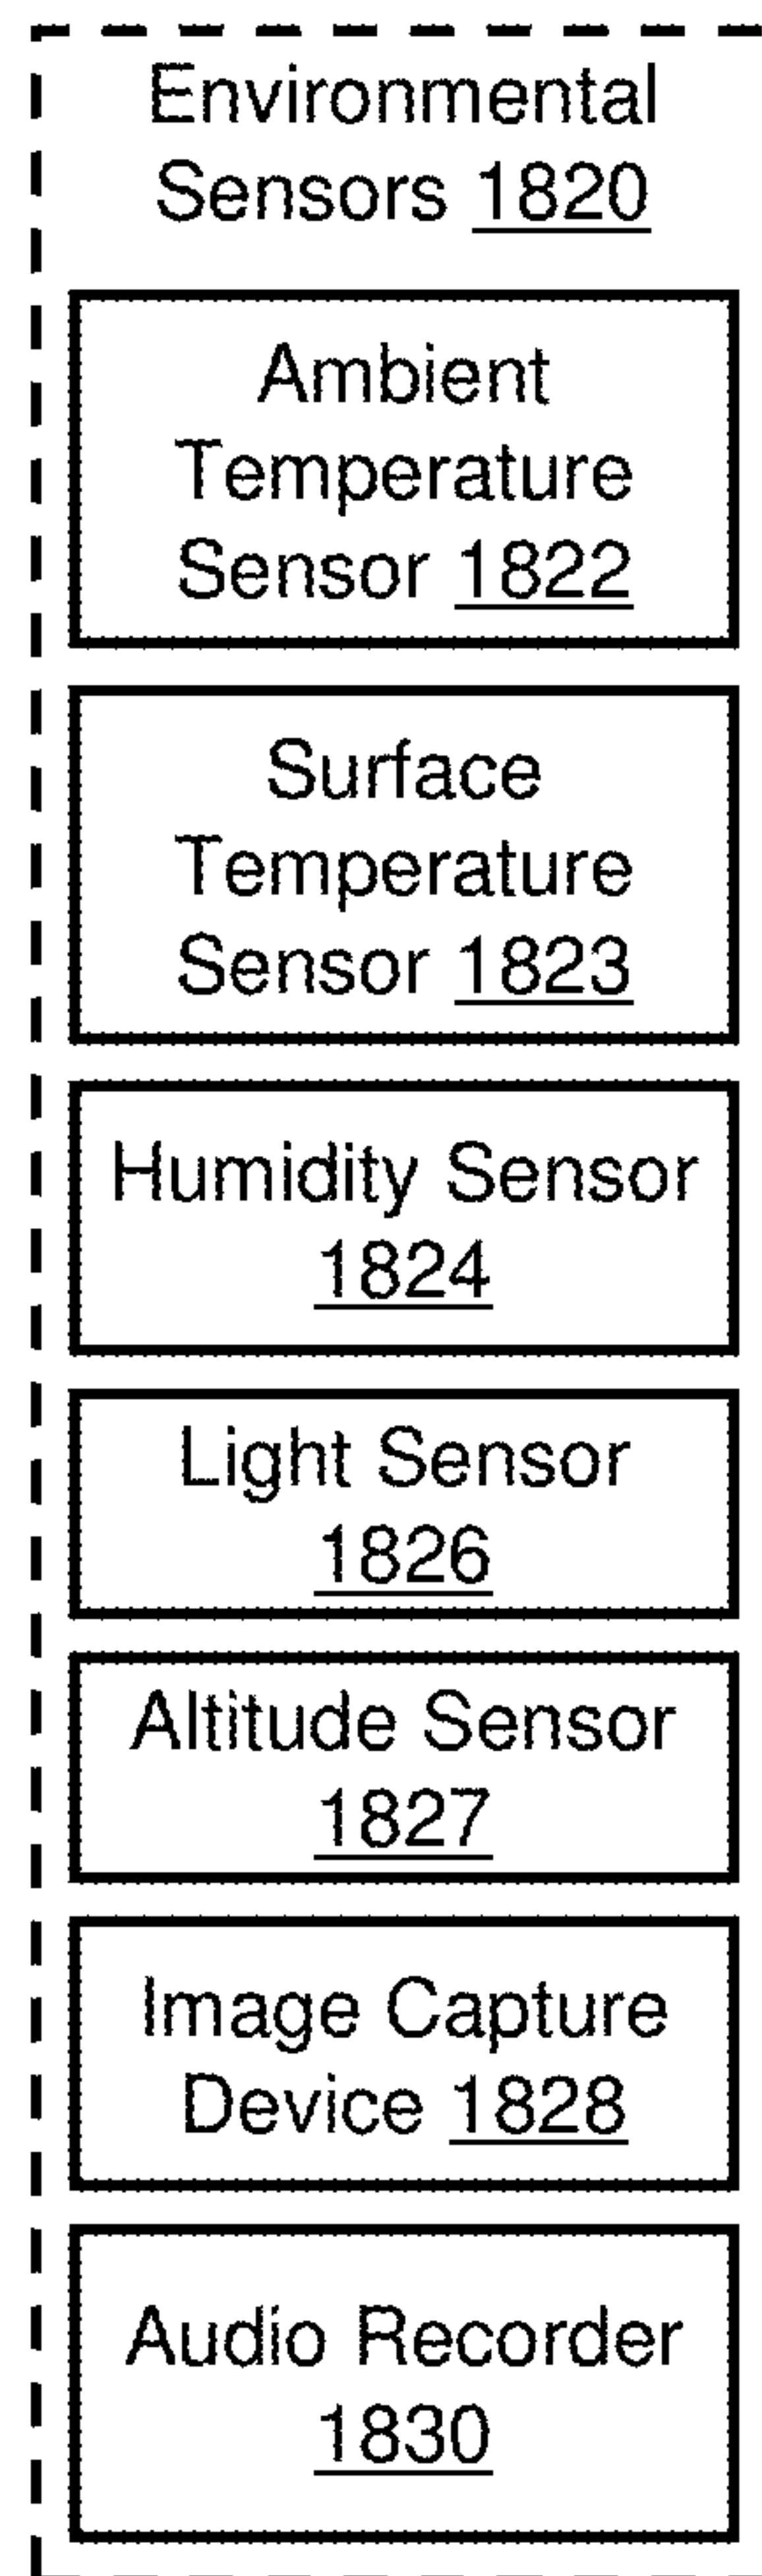 Environmental
Sensors 1820
Ambient
Temperature
Sensor 1822
Surface
Temperature
Sensor 1823
Humidity Sensor
1824
Light Sensor
1826
Altitude Sensor
1827
Image Capture
Device 1828
Audio Recorder
1830